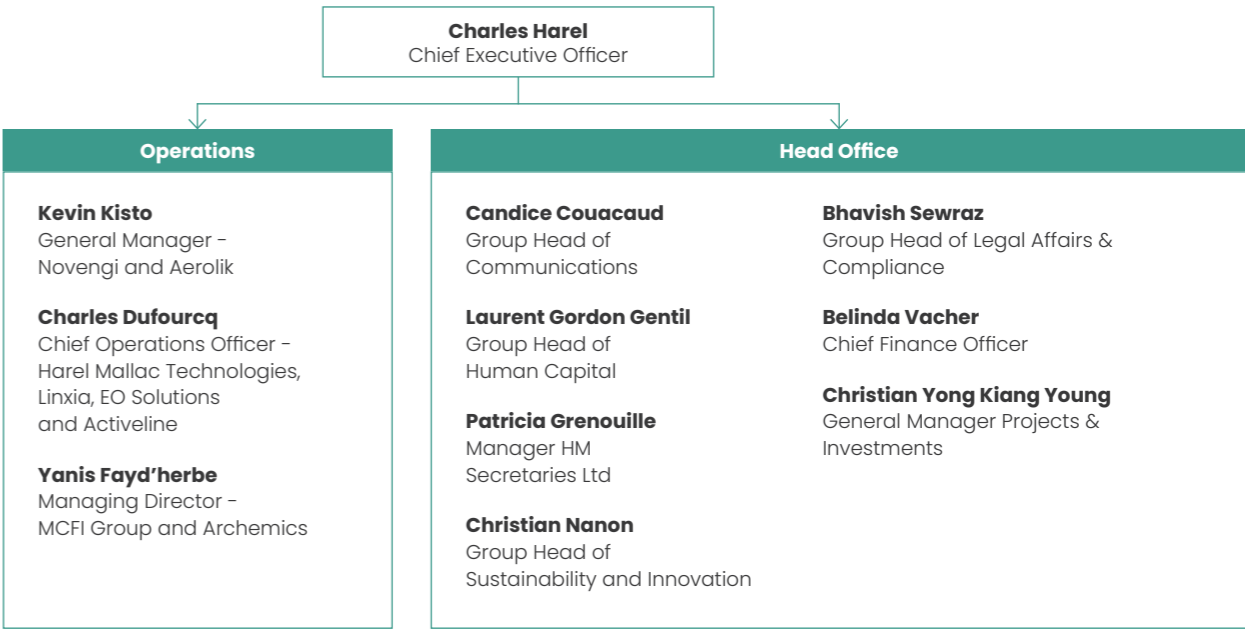 Charles Harel
Chief Executive Officer
Operations
Kevin Kisto
General Manager -
Novengi and Aerolik
Charles Dufourcq
Chief Operations Officer -
Harel Mallac Technologies,
Linxia, EO Solutions
and Activeline
Yanis Fayd’herbe
Managing Director -
MCFI Group and Archemics
Head Office
Candice Couacaud
Group Head of
Communications
Laurent Gordon Gentil
Group Head of
Human Capital
Patricia Grenouille
Manager HM
Secretaries Ltd
Christian Nanon
Group Head of
Sustainability and Innovation
Bhavish Sewraz
Group Head of Legal Affairs &
Compliance
Belinda Vacher
Chief Finance Officer
Christian Yong Kiang Young
General Manager Projects &
Investments